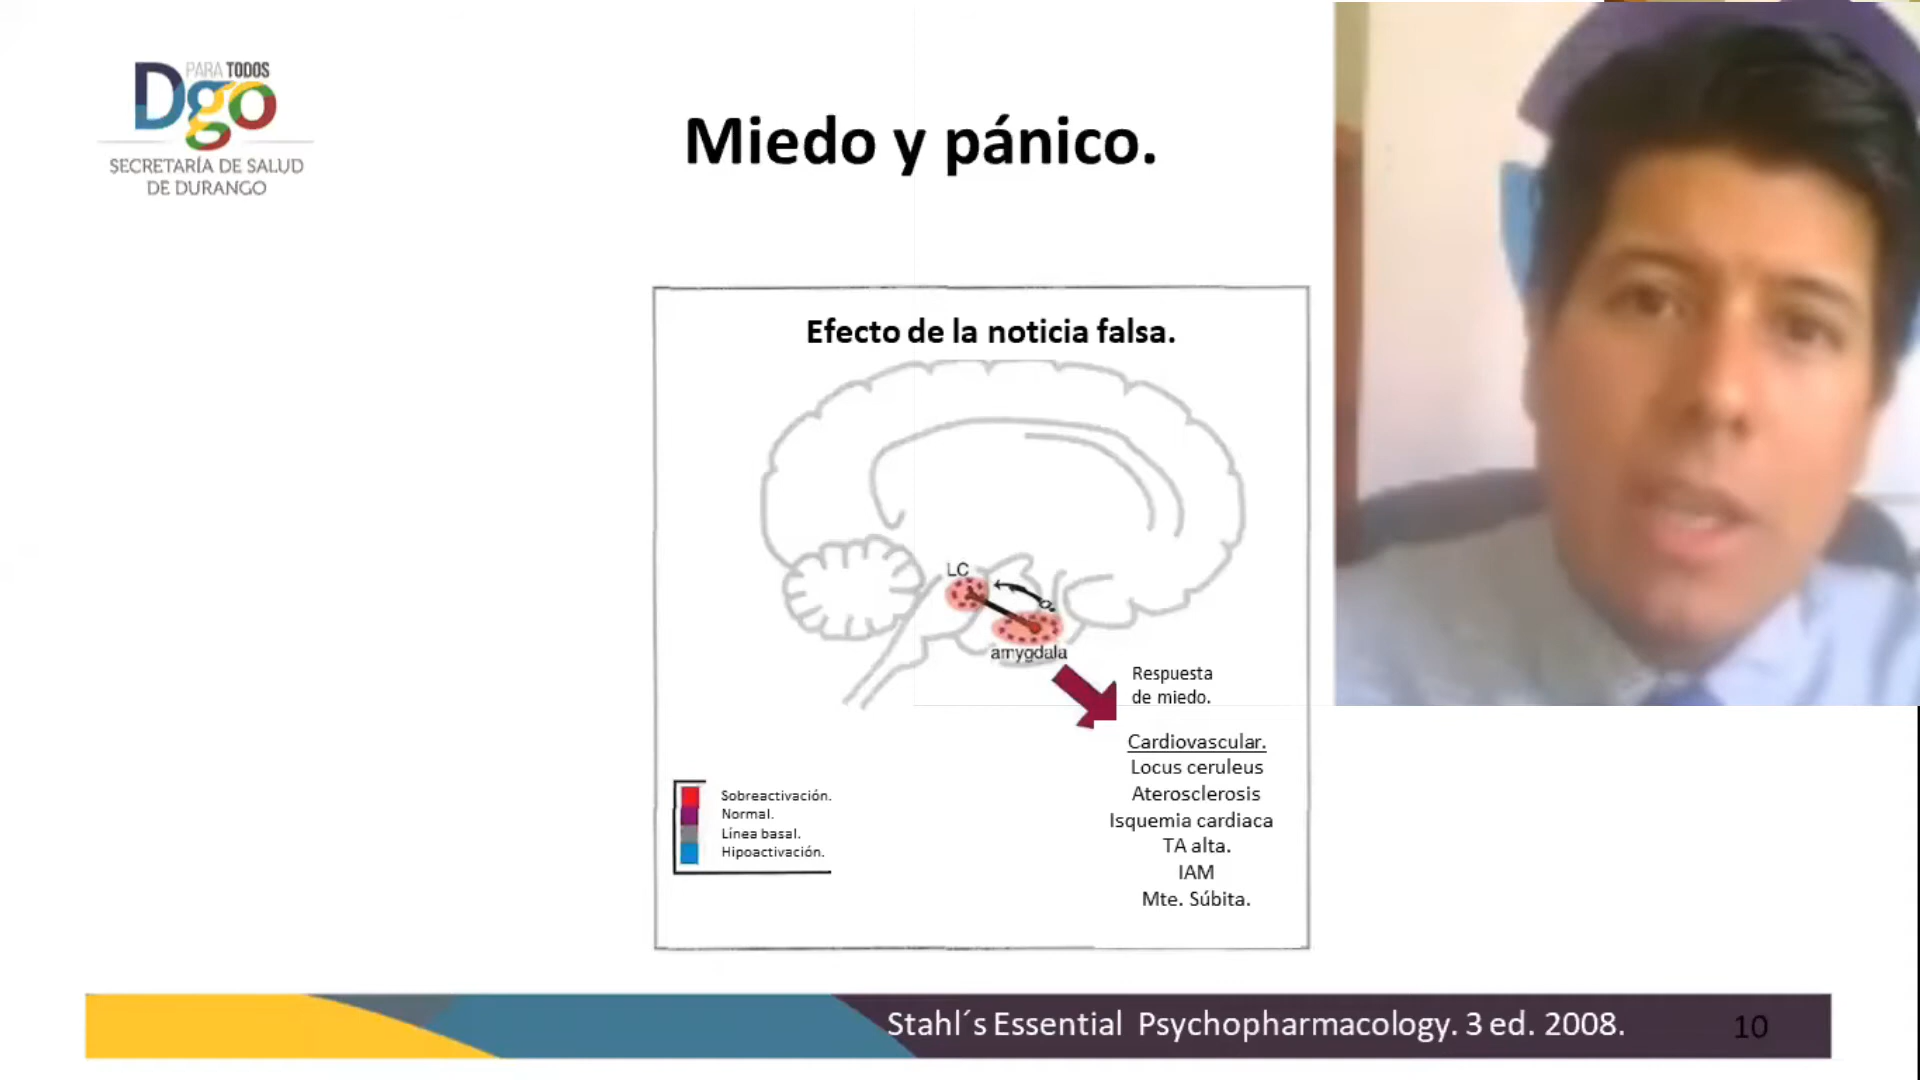 PARA TODOS
Dgo
SECRETARÍA DE SALUD
DE DURANGO
Miedo y pánico.
Efecto de la noticia falsa.
LC
amygdala
Respuesta
de miedo.
Cardiovascular.
Locus ceruleus
Aterosclerosis
Isquemia cardiaca
TA alta.
IAM
Mte. Súbita.
Sobreactivación.
Normal.
Línea basal.
Hipoactivación.
Stahl´s Essential Psychopharmacology. 3 ed. 2008.
10